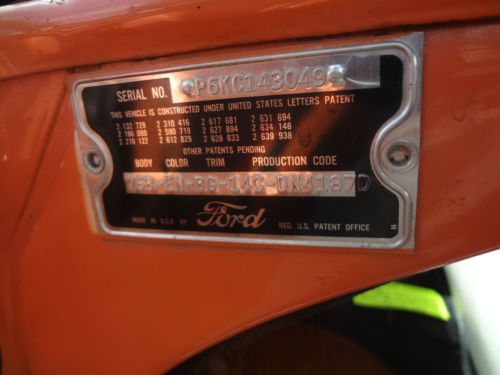 SERIAL NO. P6KC143049
THIS VEHICLE IS CONSTRUCTED UNDER UNITED STATES LETTERS PATENT
2 132 729 2 310 416 2 617 681 2 631 694
2 186 080 2 590 719 2 627 894 2 634 148
2 270 122 2 612 829 2 628 833 2 639 938
OTHER PATENTS PENDING
BODY COLOR TRIM PRODUCTION CODE
MADE IN U.S.A. BY Ford REG. U.S. PATENT OFFICE N